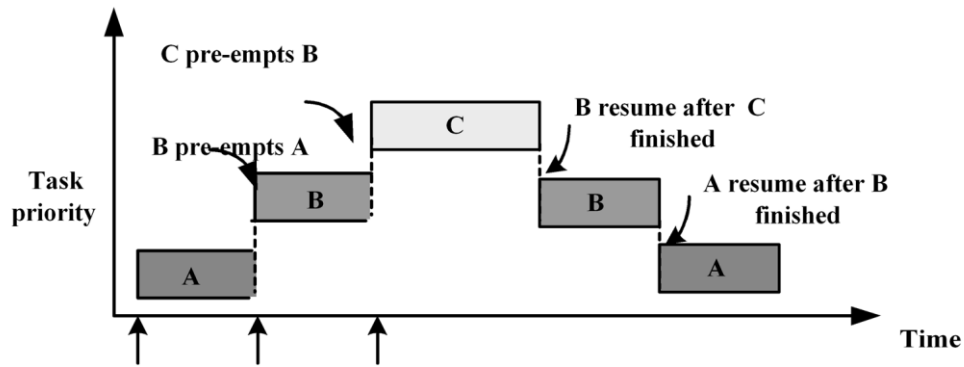 C pre-empts B
B pre-empts A
C
B resume after C
finished
Task
priority
B
B
A resume after B
finished
A
A
Time